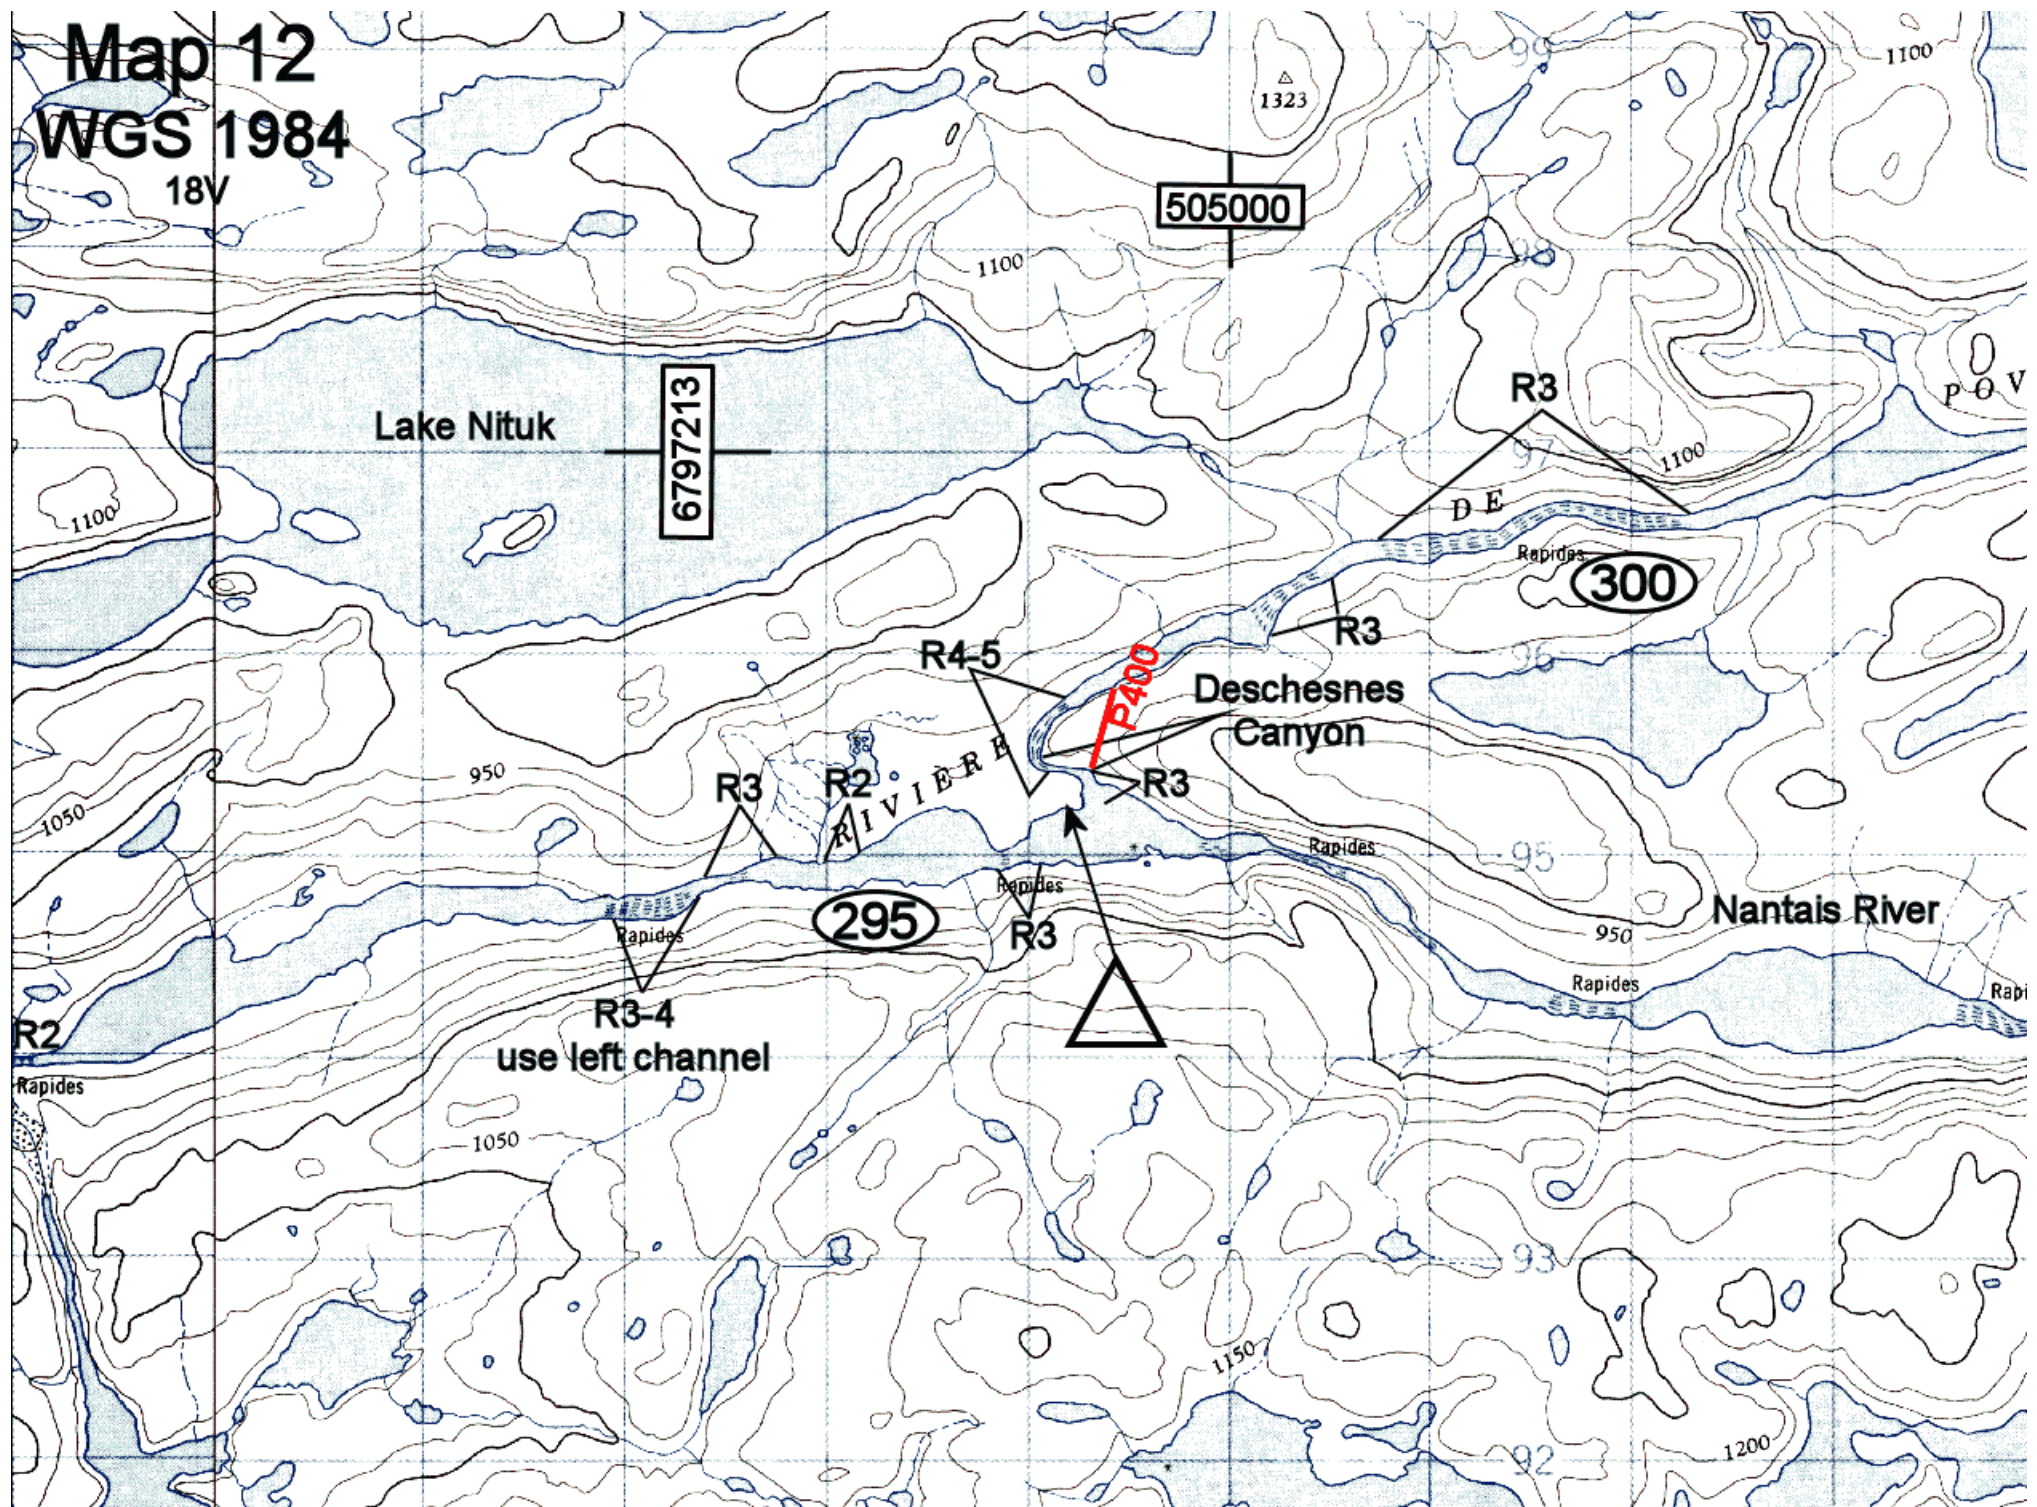 Map 12
WGS 1984
18V
99
1100
1323
505000
98
1100
R3
POV
Lake Nituk
6797213
97
1100
DE
1100
Rapides
300
R3
R4-5
96
P400
Deschesnes
Canyon
RIVIÈRE
950
R3
R2
R3
1050
Rapides
95
Rapides
295
Nantais River
Rapides
R3
950
R3-4
use left channel
Rapides
Rapi
R2
Rapides
1050
93
1150
1200
92